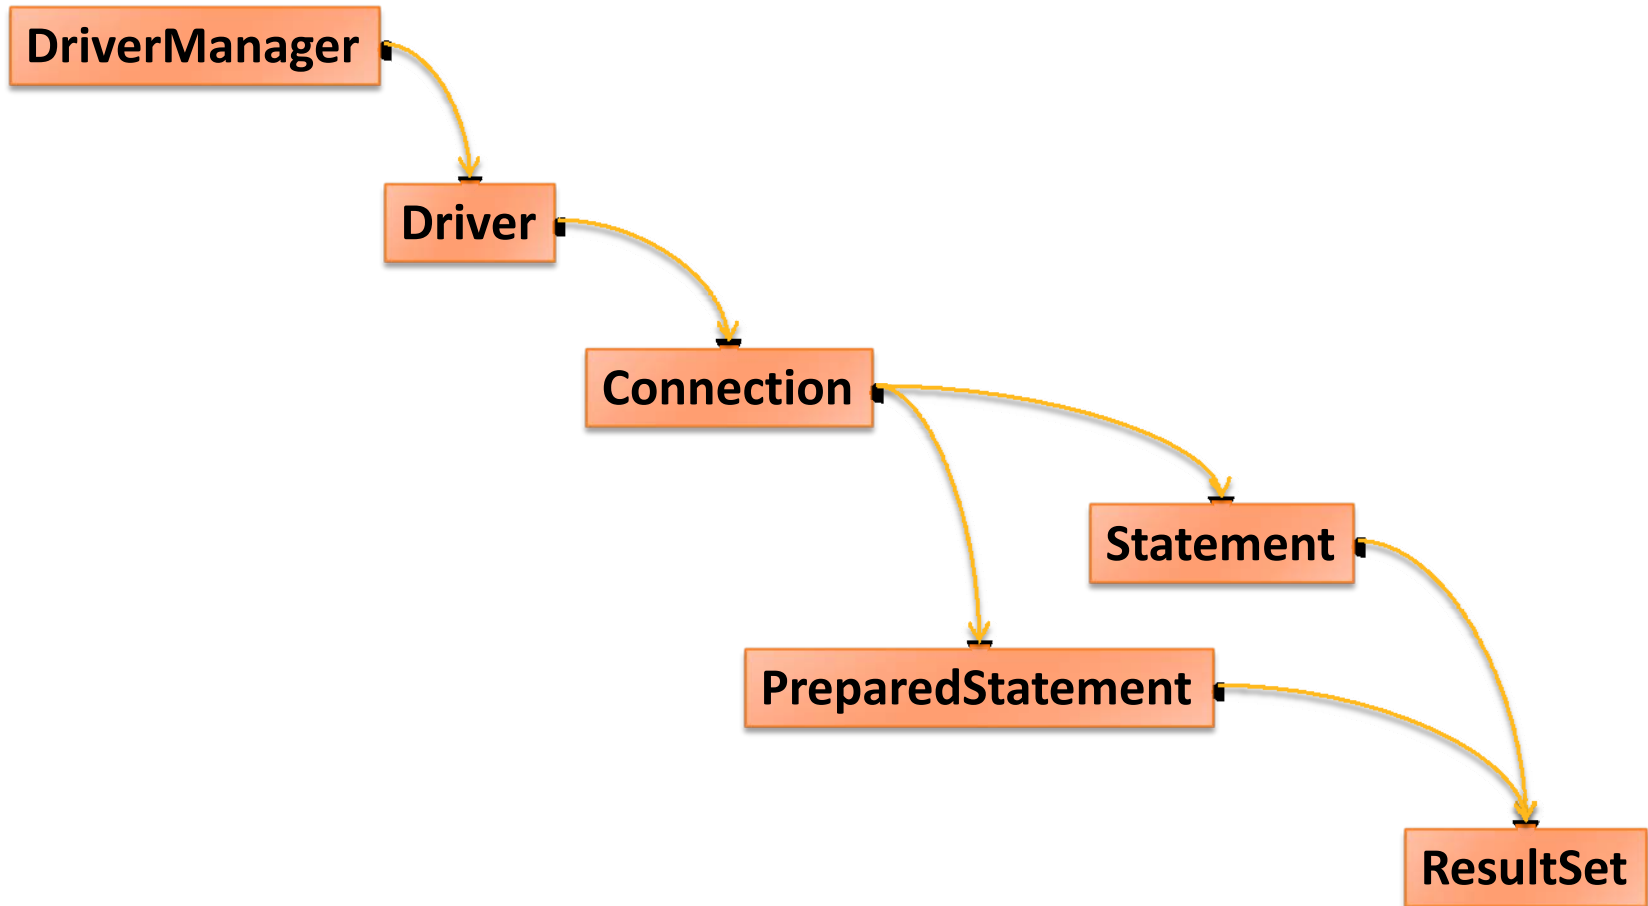 DriverManager
Driver
Connection
Statement
PreparedStatement
ResultSet